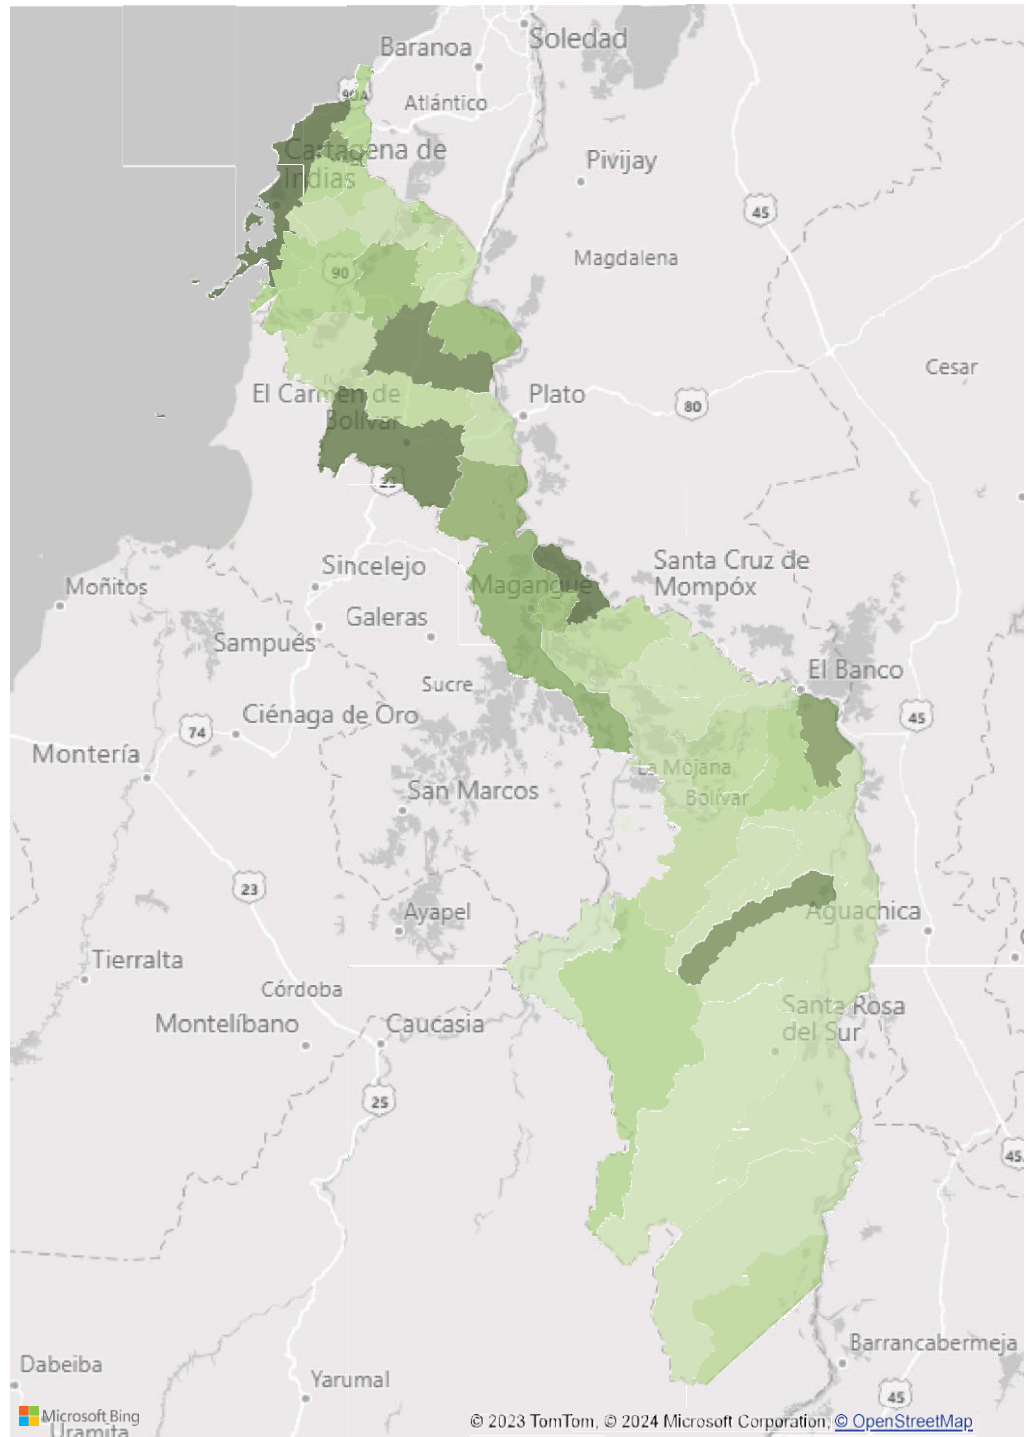 Soledad
Baranoa
90A
Atlántico
Cartagena de
Indias
Pivijay
45
Magdalena
90
Cesar
El Carmen de
Bolívar
Plato
80
Sincelejo
Santa Cruz de
Mompóx
Magangué
Moñitos
Galeras
Sampués
El Banco
Sucre
Ciénaga de Oro
74
45
Montería
La Mojana
San Marcos
Bolívar
23
Ayapel
Aguachica
Tierralta
Córdoba
Santa Rosa
del Sur
Montelíbano
Caucasia
25
45
Barrancabermeja
Dabeiba
Yarumal
45
Microsoft Bing
© 2023 TomTom, © 2024 Microsoft Corporation, © OpenStreetMap
Uramita